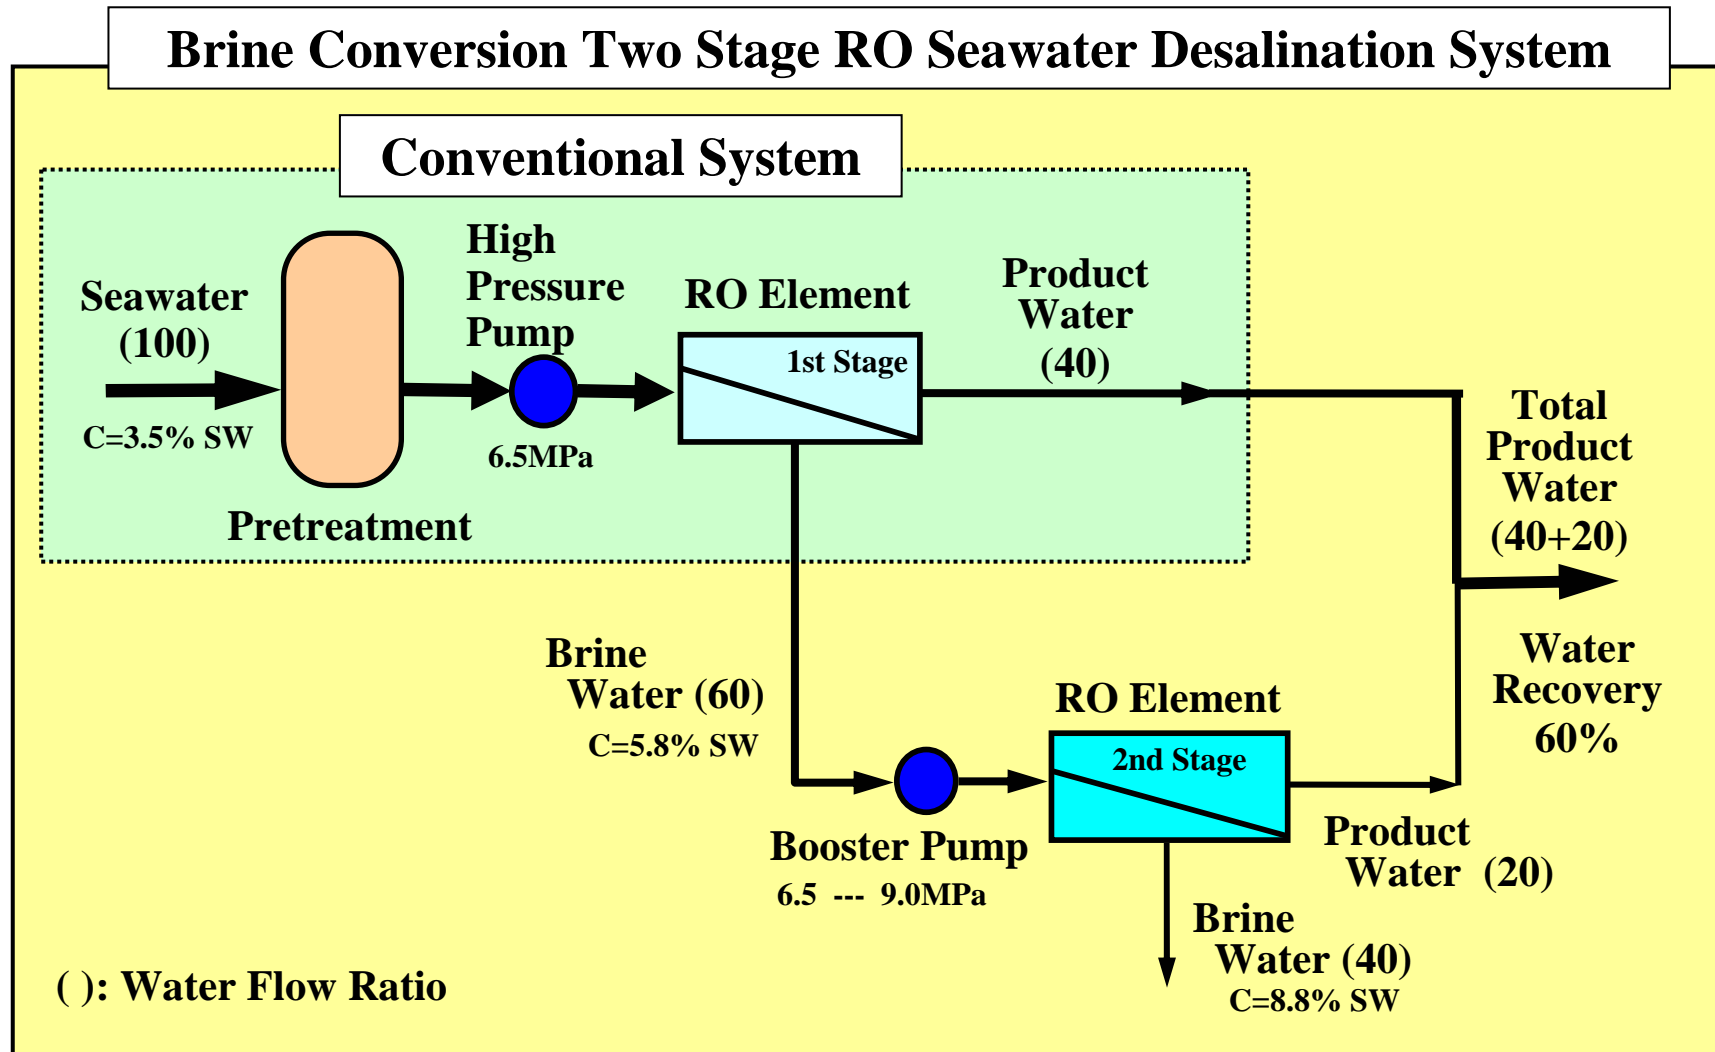 Brine Conversion Two Stage RO Seawater Desalination System
Conventional System
Seawater
(100)
C=3.5% SW
Pretreatment
High
Pressure
Pump
6.5MPa
RO Element
1st Stage
Product
Water
(40)
Total
Product
Water
(40+20)
Water
Recovery
60%
Brine
Water (60)
C=5.8% SW
Booster Pump
6.5 --- 9.0MPa
RO Element
2nd Stage
Product
Water (20)
Brine
Water (40)
C=8.8% SW
( ): Water Flow Ratio